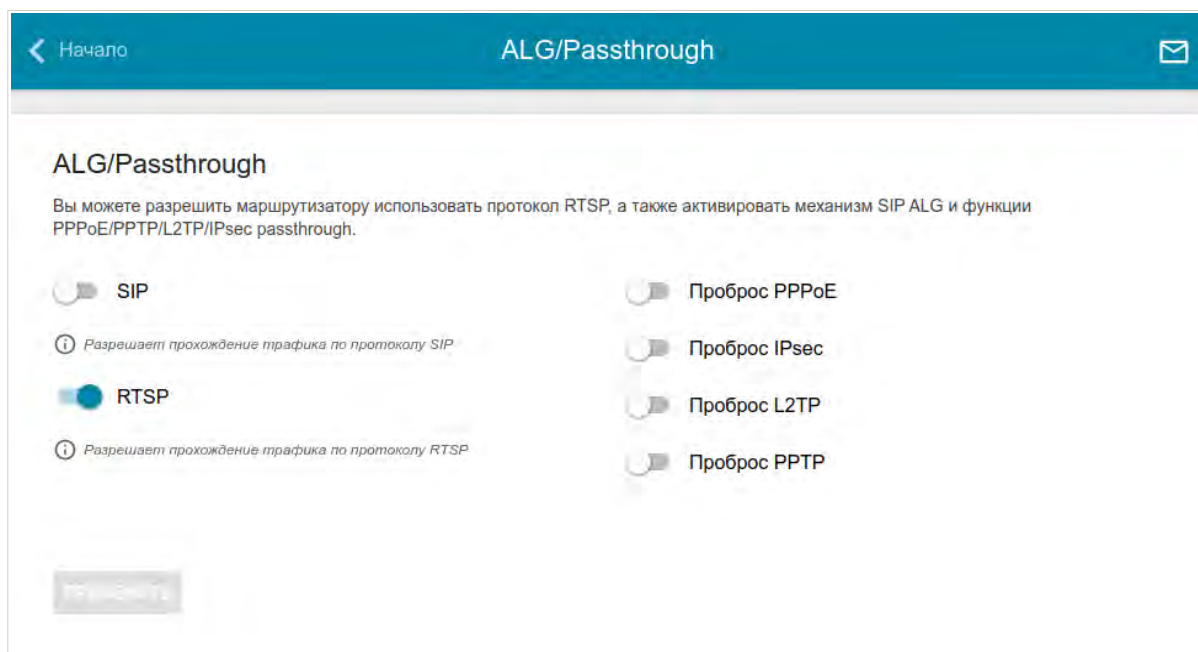 Начало
ALG/Passthrough
ALG/Passthrough
Вы можете разрешить маршрутизатору использовать протокол RTSP, а также активировать механизм SIP ALG и функции
PPPoE/PPTP/L2TP/IPsec passthrough.
SIP
Разрешает прохождение трафика по протоколу SIP
RTSP
Разрешает прохождение трафика по протоколу RTSP
Проброс PPPoE
Проброс IPsec
Проброс L2TP
Проброс PPTP